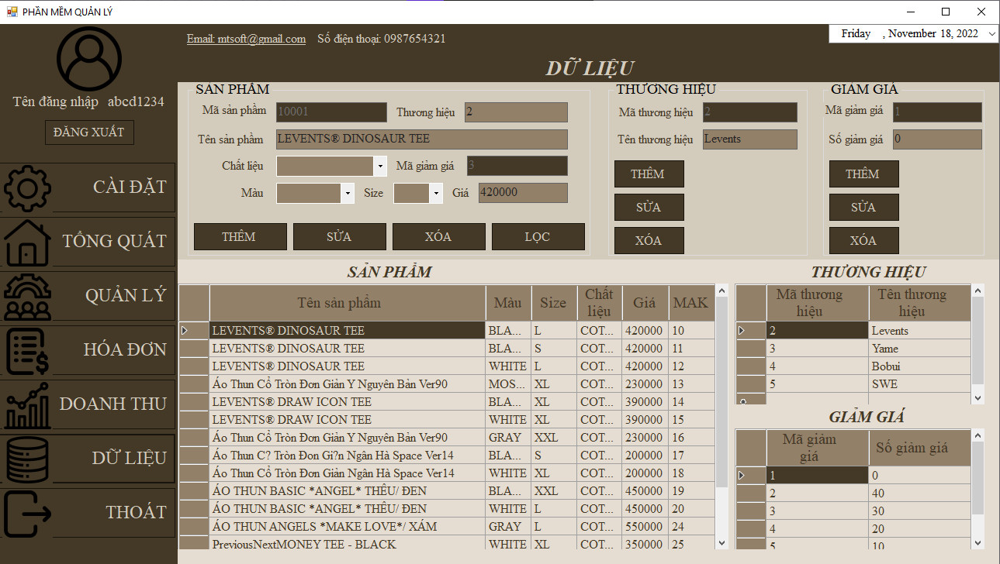 PHẦN MỀM QUẢN LÝ
Email: mtsoft@gmail.com Số điện thoại: 0987654321
Friday , November 18, 2022
DỮ LIỆU
Tên đăng nhập abcd1234
ĐĂNG XUẤT
CÀI ĐẶT
TỔNG QUÁT
QUẢN LÝ
HÓA ĐƠN
DOANH THU
DỮ LIỆU
THOÁT
SẢN PHẨM
Mã sản phẩm 10001 Thương hiệu 2
Tên sản phẩm LEVENTS® DINOSAUR TEE
Chất liệu Mã giảm giá 3
Màu Size Giá 420000
THÊM SỬA XÓA LỌC
THƯƠNG HIỆU
Mã thương hiệu 2
Tên thương hiệu Levents
THÊM
SỬA
XÓA
GIẢM GIÁ
Mã giảm giá 1
Số giảm giá 0
THÊM
SỬA
XÓA
SẢN PHẨM
Tên sản phẩm Màu Size Chất liệu Giá MAK
LEVENTS® DINOSAUR TEE BLA... L COT... 420000 10
LEVENTS® DINOSAUR TEE BLA... S COT... 420000 11
LEVENTS® DINOSAUR TEE WHITE L COT... 420000 12
Áo Thun Cổ Tròn Đơn Giản Y Nguyên Bản Ver90 MOS... XL COT... 230000 13
LEVENTS® DRAW ICON TEE BLA... XL COT... 390000 14
LEVENTS® DRAW ICON TEE WHITE XL COT... 390000 15
Áo Thun Cổ Tròn Đơn Giản Y Nguyên Bản Ver90 GRAY XXL COT... 230000 16
Áo Thun C? Tròn Đon Gi?n Ngân Hà Space Ver14 BLA... S COT... 200000 17
Áo Thun Cổ Tròn Đơn Giản Ngân Hà Space Ver14 WHITE XL COT... 200000 18
ÁO THUN BASIC *ANGEL* THÊU/ ĐEN BLA... XXL COT... 450000 19
ÁO THUN BASIC *ANGEL* THÊU/ ĐEN WHITE L COT... 450000 20
ÁO THUN ANGELS *MAKE LOVE*/ XÁM GRAY L COT... 550000 24
PreviousNextMONEY TEE - BLACK WHITE XL COT... 350000 25
THƯƠNG HIỆU
Mã thương hiệu Tên thương hiệu
2 Levents
3 Yame
4 Bobui
5 SWE
GIẢM GIÁ
Mã giảm giá Số giảm giá
1 0
2 40
3 30
4 20
5 10